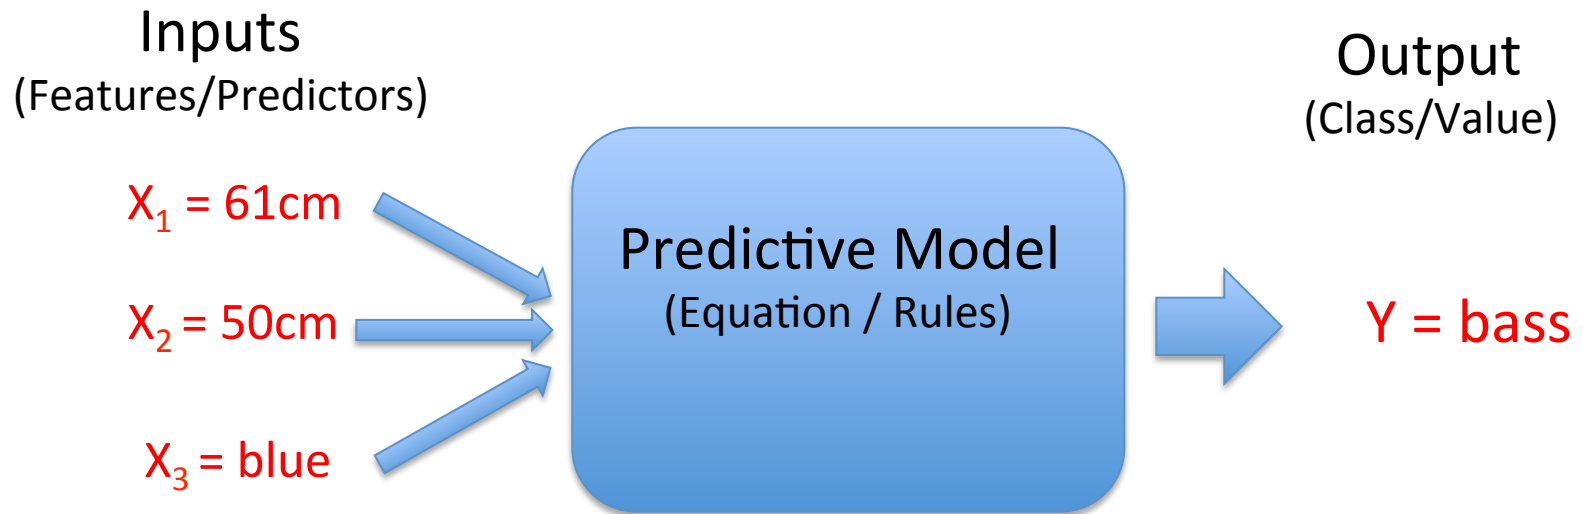 Inputs
(Features/Predictors)
X₁ = 61cm
X₂ = 50cm
X₃ = blue
Predictive Model
(Equation / Rules)
Output
(Class/Value)
Y = bass